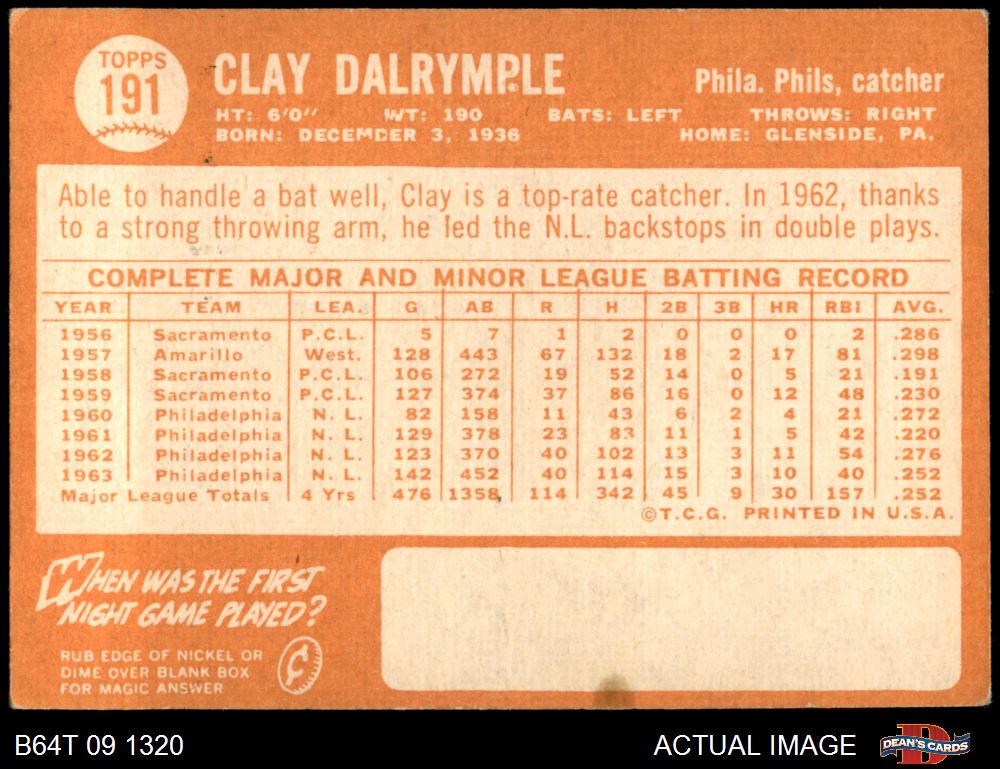 TOPPS
191
CLAY DALRYMPLE
Phila. Phils, catcher
HT: 6'0" WT: 190 BATS: LEFT THROWS: RIGHT
BORN: DECEMBER 3, 1936 HOME: GLENSIDE, PA.
Able to handle a bat well, Clay is a top-rate catcher. In 1962, thanks
to a strong throwing arm, he led the N.L. backstops in double plays.
COMPLETE MAJOR AND MINOR LEAGUE BATTING RECORD
YEAR TEAM LEA. G AB R H 2B 3B HR RBI AVG.
1956 Sacramento P.C.L. 5 7 1 2 0 0 0 2 .286
1957 Amarillo West. 128 443 67 132 18 2 17 81 .298
1958 Sacramento P.C.L. 106 272 19 52 14 0 5 21 .191
1959 Sacramento P.C.L. 127 374 37 86 16 0 12 48 .230
1960 Philadelphia N. L. 82 158 11 43 6 2 4 21 .272
1961 Philadelphia N. L. 129 378 23 83 11 1 5 42 .220
1962 Philadelphia N. L. 123 370 40 102 13 3 11 54 .276
1963 Philadelphia N. L. 142 452 40 114 15 3 10 40 .252
Major League Totals 4 Yrs 476 1358 114 342 45 9 30 157 .252
©T.C.G. PRINTED IN U.S.A.
WHEN WAS THE FIRST
NIGHT GAME PLAYED?
RUB EDGE OF NICKEL OR
DIME OVER BLANK BOX
FOR MAGIC ANSWER
B64T 09 1320 ACTUAL IMAGE DEAN'S CARDS